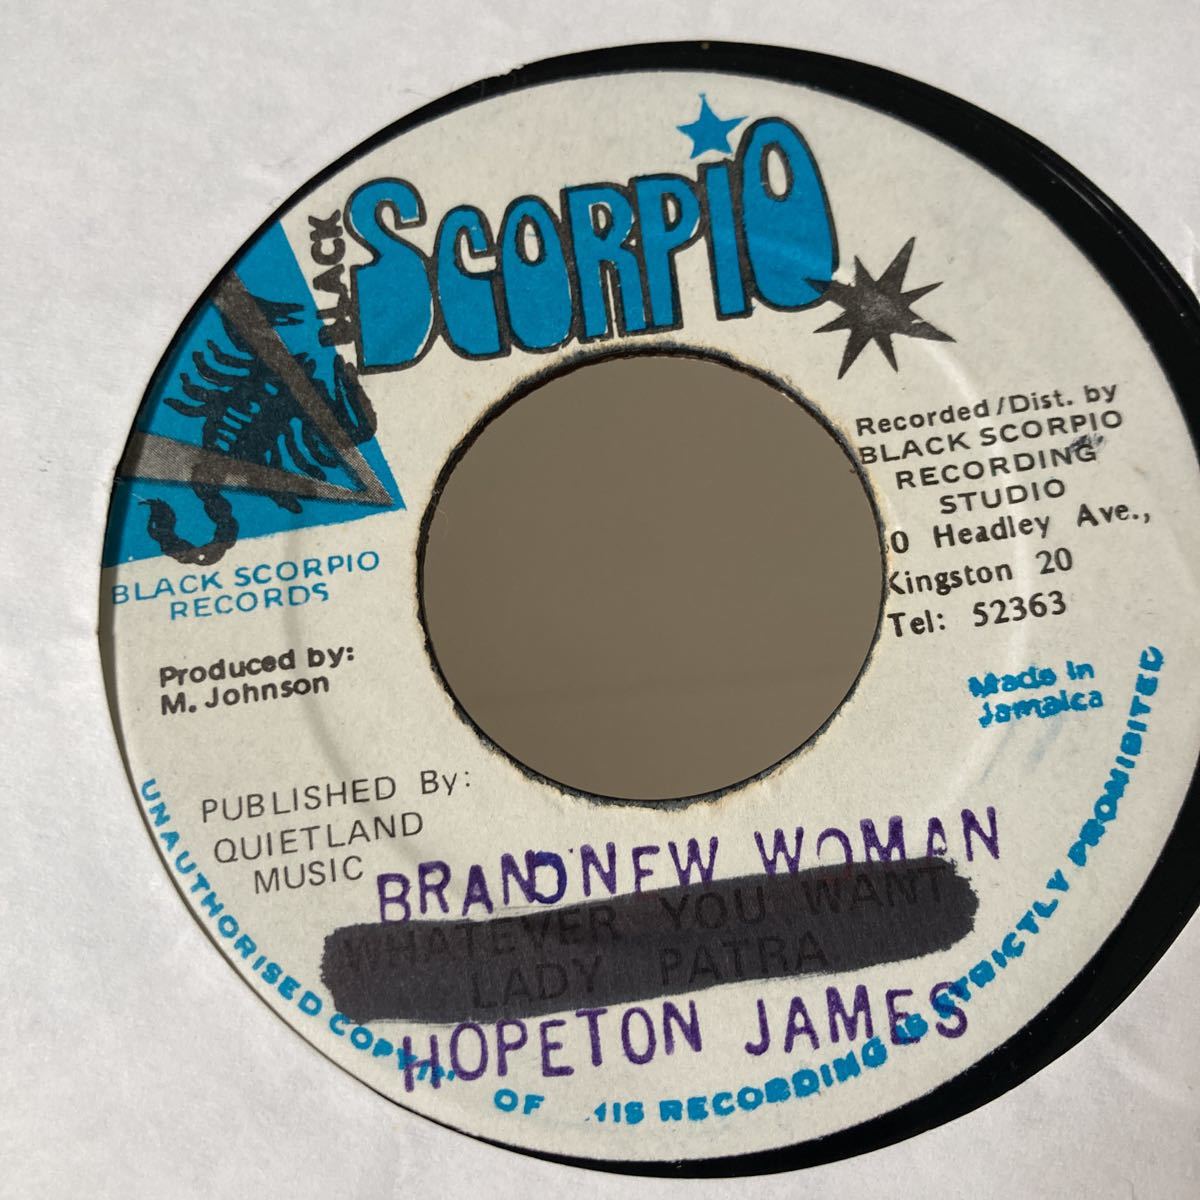 BLACK
SCORPIO
Recorded/Dist. by
BLACK SCORPIO
RECORDING
STUDIO
0 Headley Ave.,
Kingston 20
Tel: 52363
BLACK SCORPIO
RECORDS
Produced by:
M. Johnson
Made in
Jamaica
PUBLISHED By:
QUIETLAND
MUSIC
BRAND NEW WOMAN
WHATEVER YOU WANT
LADY PATRA
HOPETON JAMES
UNAUTHORISED COPYING OF THIS RECORDING IS STRICTLY PROHIBITED